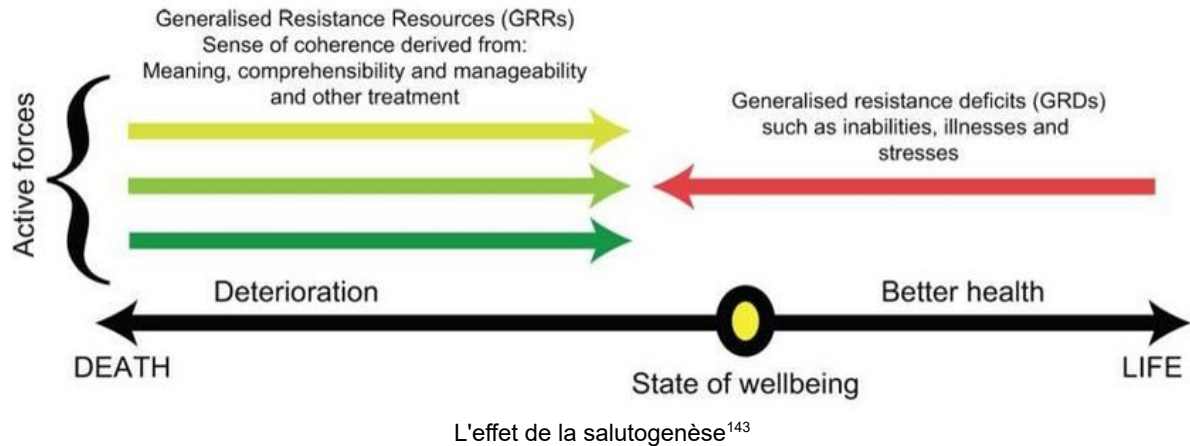 Generalised Resistance Resources (GRRs)
Sense of coherence derived from:
Meaning, comprehensibility and manageability
and other treatment
Generalised resistance deficits (GRDs)
such as inabilities, illnesses and
stresses
Active forces
Deterioration
Better health
DEATH
State of wellbeing
LIFE
L'effet de la salutogenèse143